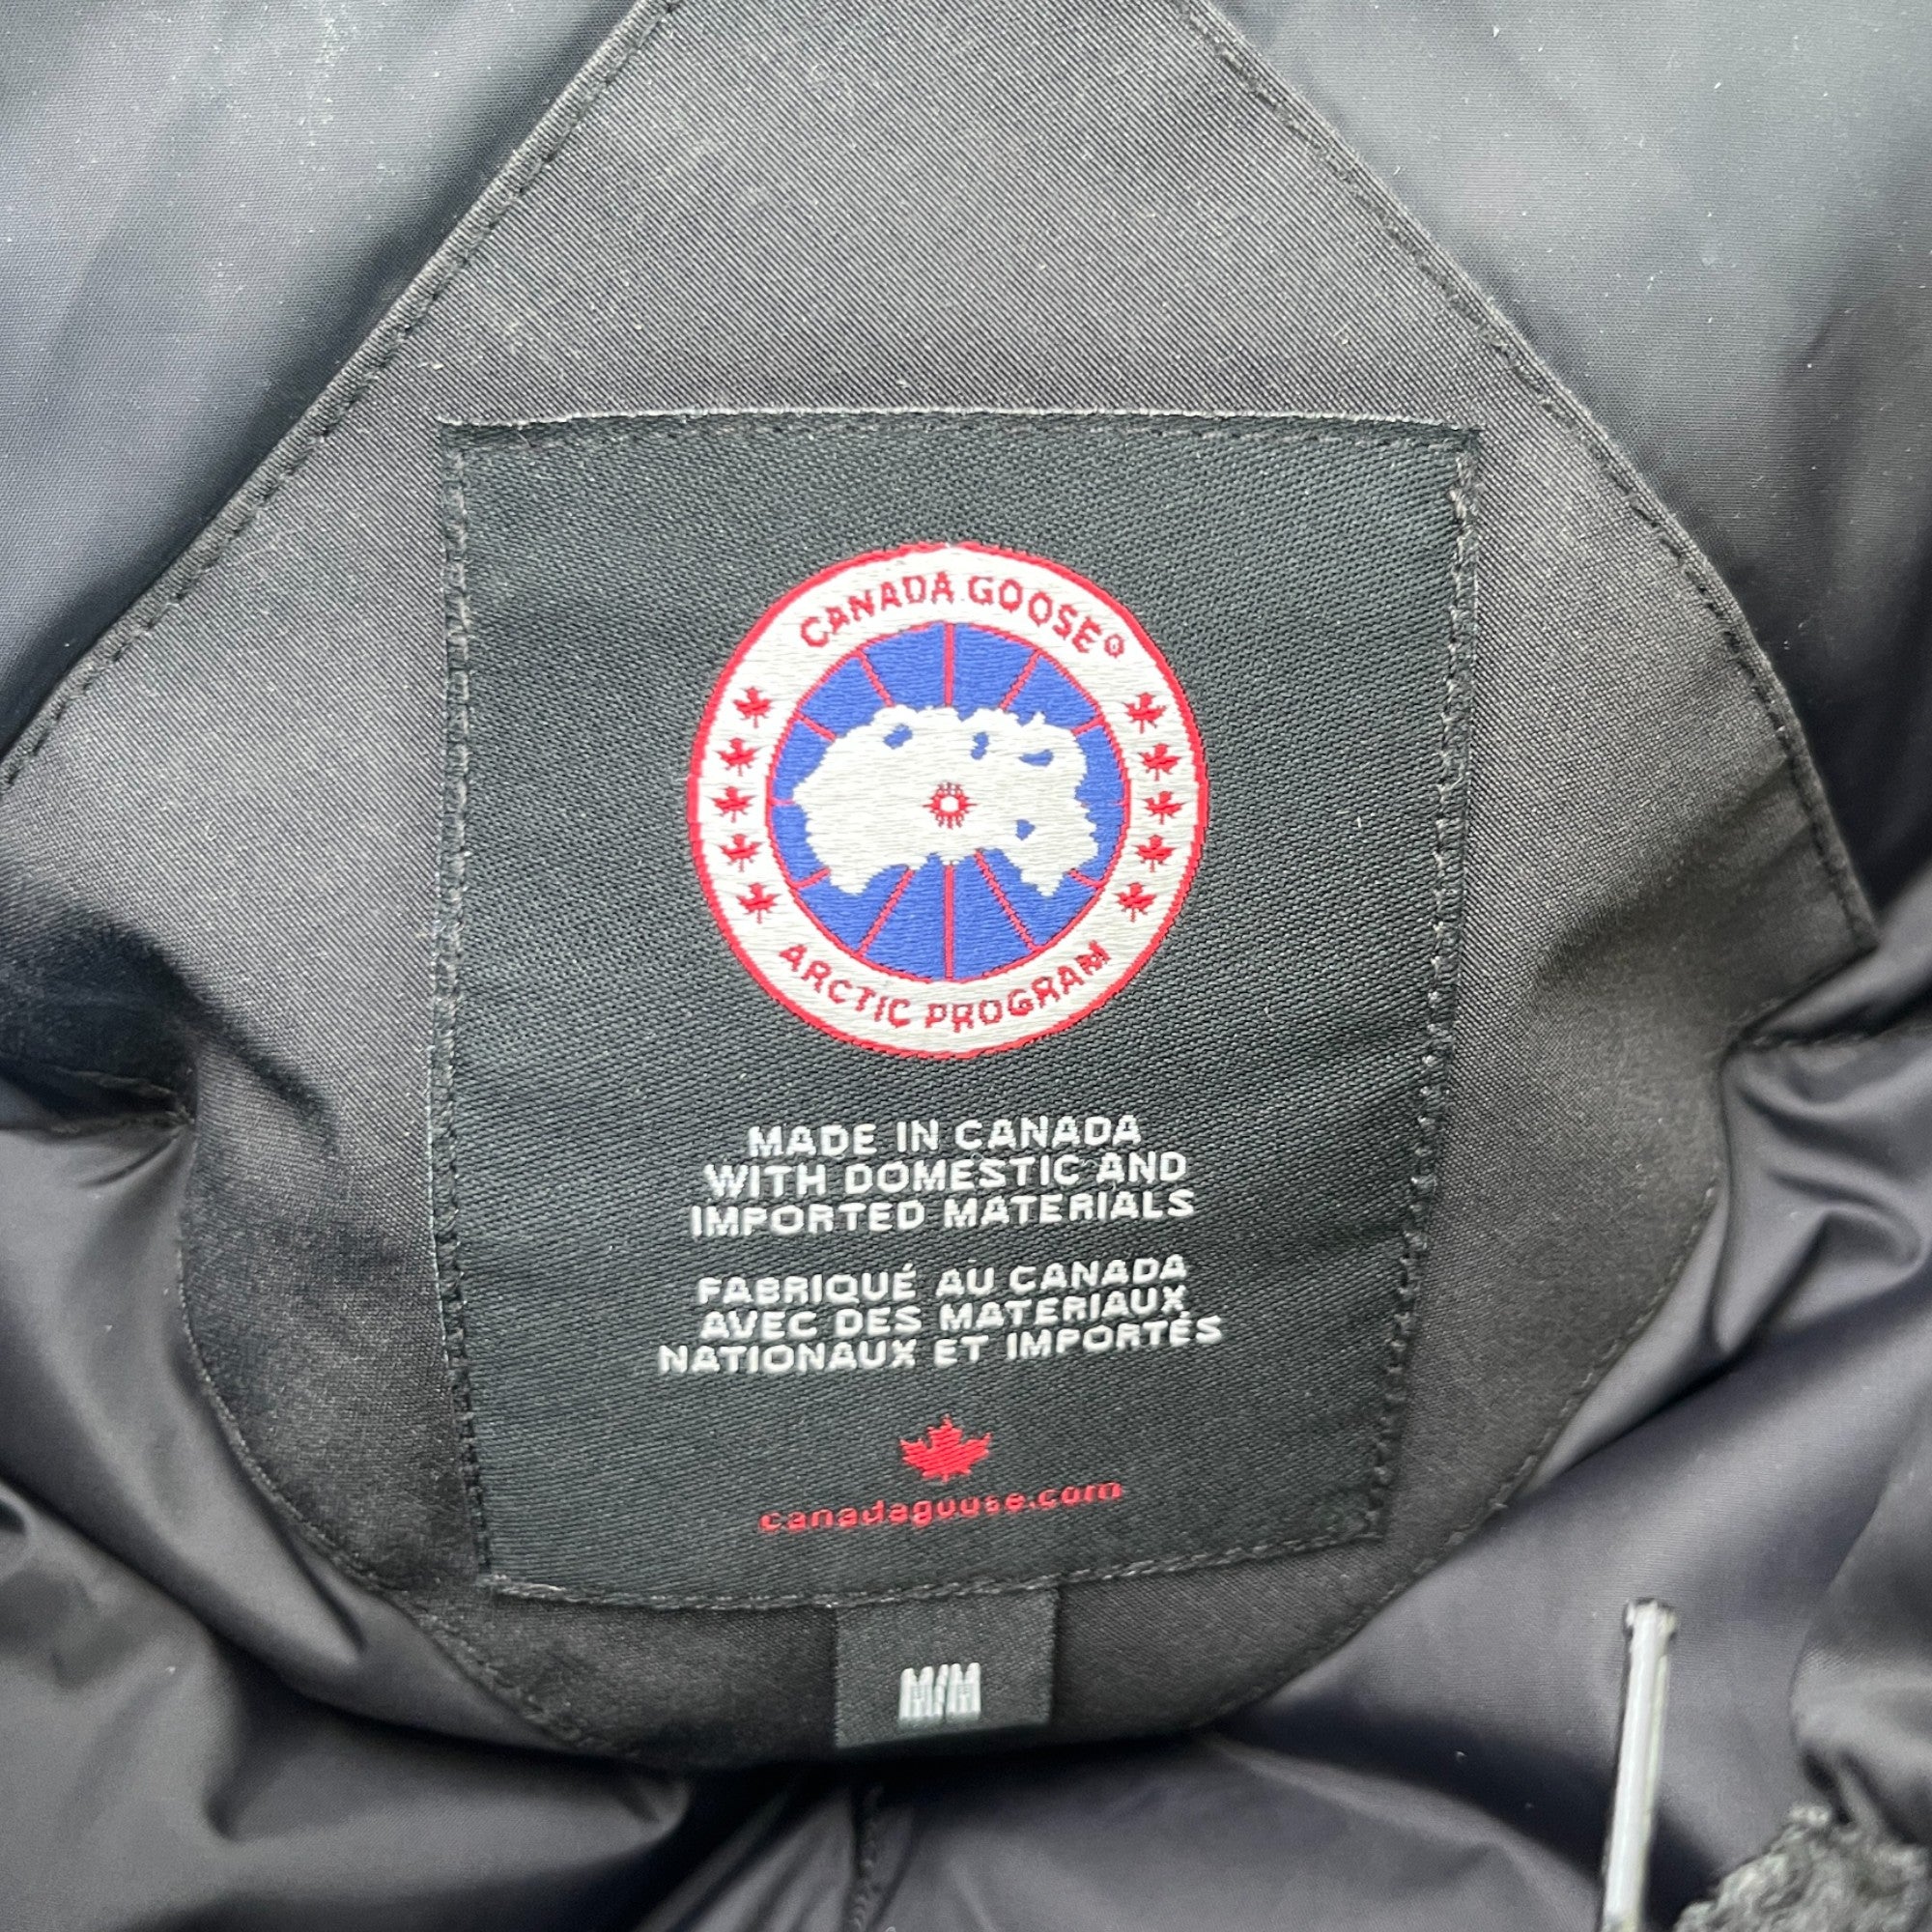 CANADA GOOSE®
ARCTIC PROGRAM
MADE IN CANADA
WITH DOMESTIC AND
IMPORTED MATERIALS
FABRIQUÉ AU CANADA
AVEC DES MATERIAUX
NATIONAUX ET IMPORTÉS
canadagoose.com
M/M